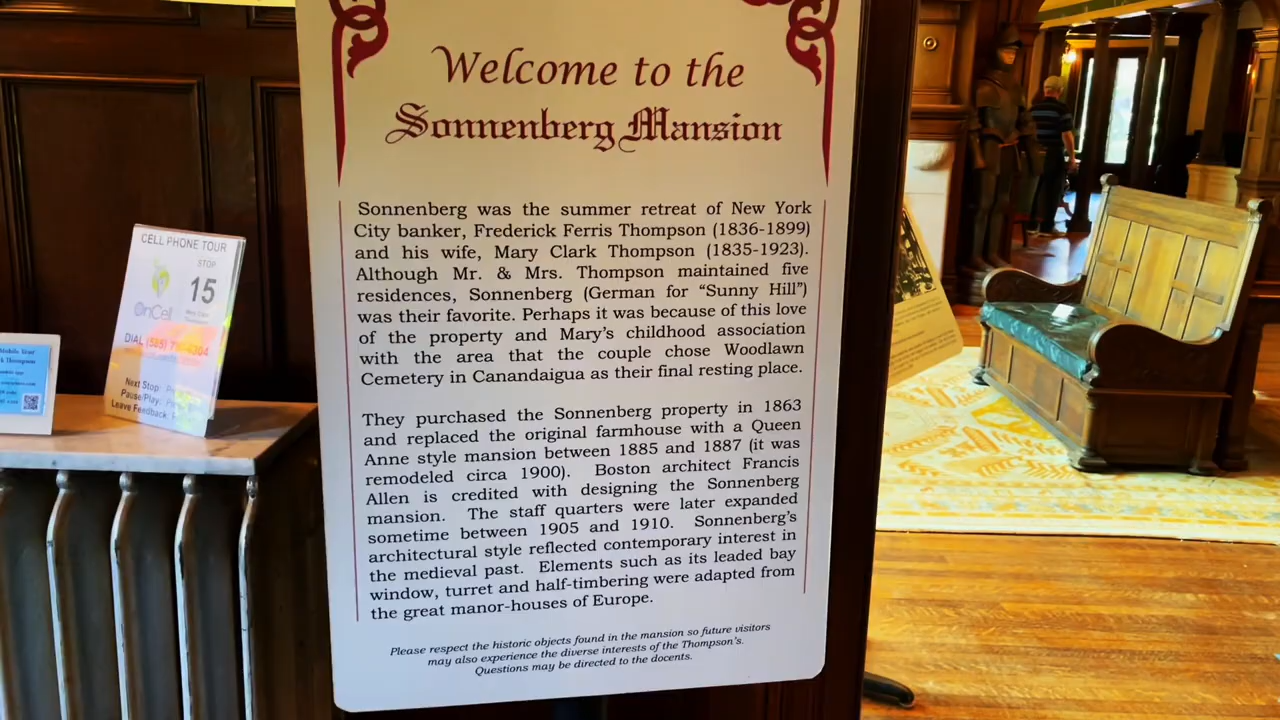 Welcome to the
Sonnenberg Mansion
Sonnenberg was the summer retreat of New York
City banker, Frederick Ferris Thompson (1836-1899)
and his wife, Mary Clark Thompson (1835-1923).
Although Mr. & Mrs. Thompson maintained five
residences, Sonnenberg (German for “Sunny Hill”)
was their favorite. Perhaps it was because of this love
of the property and Mary’s childhood association
with the area that the couple chose Woodlawn
Cemetery in Canandaigua as their final resting place.
They purchased the Sonnenberg property in 1863
and replaced the original farmhouse with a Queen
Anne style mansion between 1885 and 1887 (it was
remodeled circa 1900). Boston architect Francis
Allen is credited with designing the Sonnenberg
mansion. The staff quarters were later expanded
sometime between 1905 and 1910. Sonnenberg’s
architectural style reflected contemporary interest in
the medieval past. Elements such as its leaded bay
window, turret and half-timbering were adapted from
the great manor-houses of Europe.
Please respect the historic objects found in the mansion so future visitors
may also experience the diverse interests of the Thompson’s.
Questions may be directed to the docents.
CELL PHONE TOUR
STOP
15
OnCell
DIAL (585)
Next Stop:
Pause/Play:
Leave Feedback:
Thompson